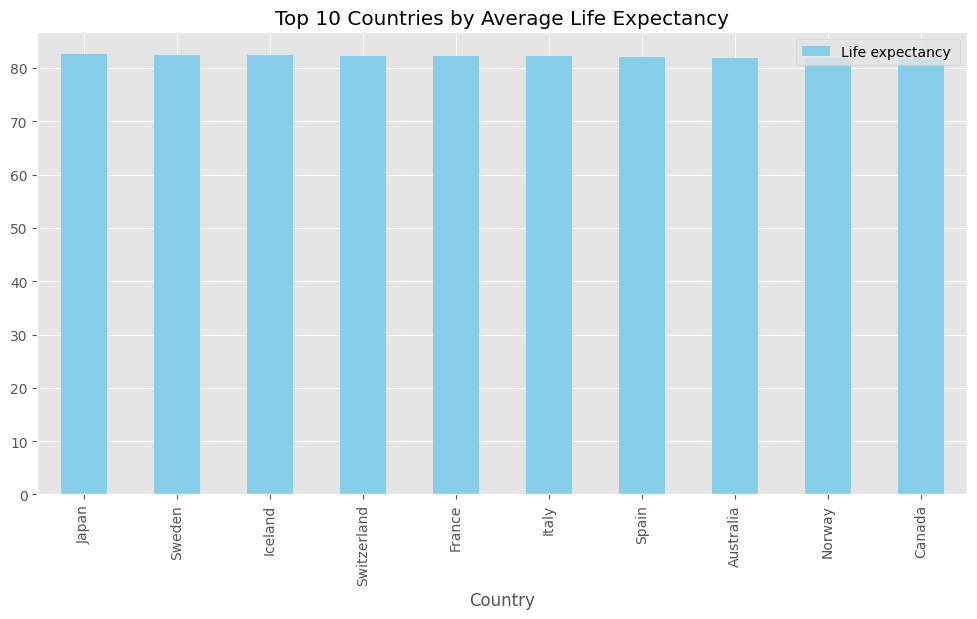 Top 10 Countries by Average Life Expectancy
Life expectancy
80
70
60
50
40
30
20
10
0
Japan
Sweden
Iceland
Switzerland
France
Italy
Spain
Australia
Norway
Canada
Country